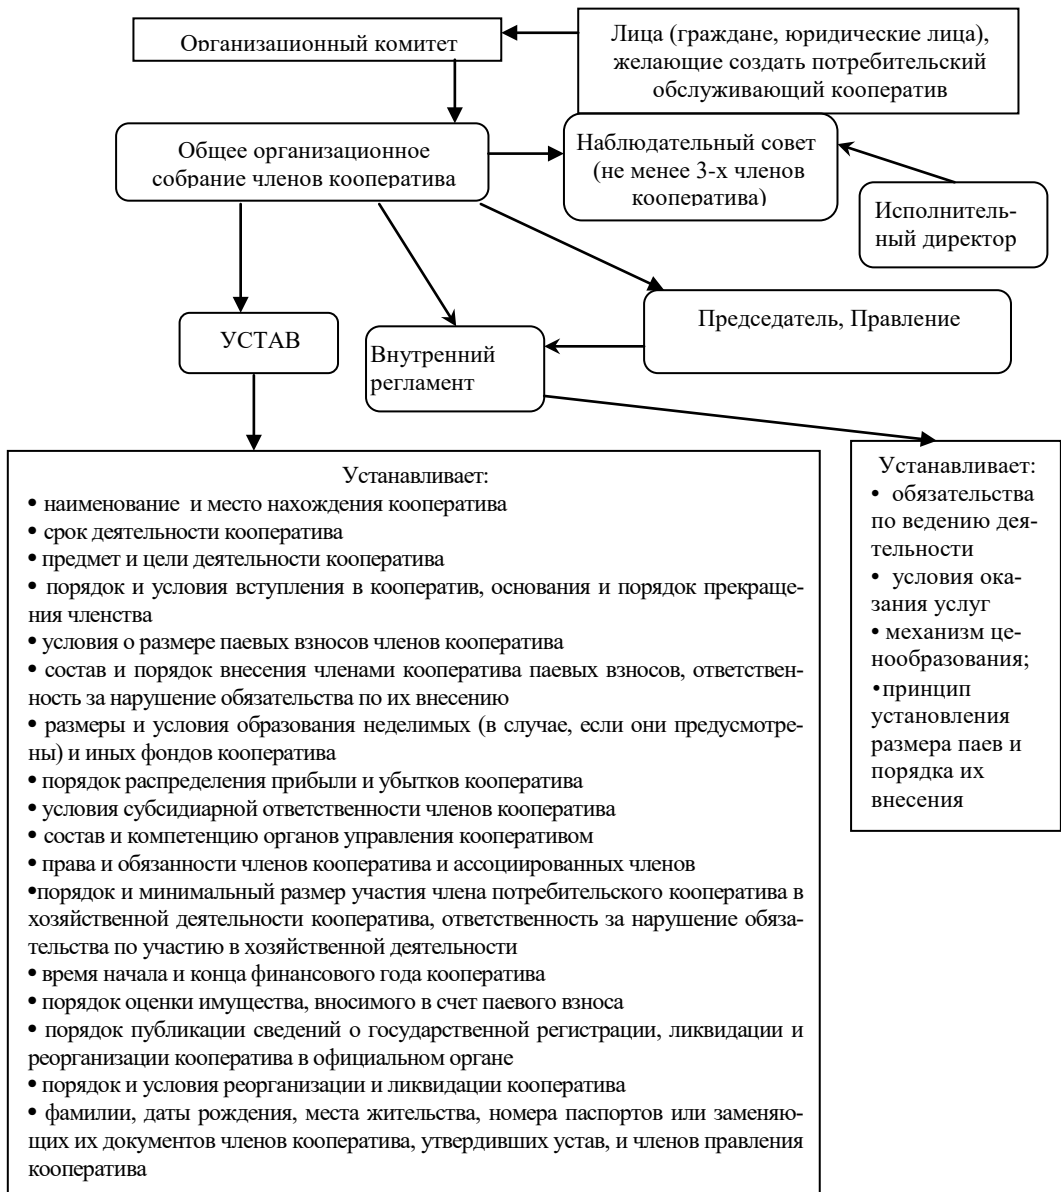 Организационный комитет
Лица (граждане, юридические лица),
желающие создать потребительский
обслуживающий кооператив
Общее организационное
собрание членов кооператива
Наблюдательный совет
(не менее 3-х членов
кооператива)
Исполнитель-
ный директор
УСТАВ
Внутренний
регламент
Председатель, Правление
Устанавливает:
• наименование и место нахождения кооператива
• срок деятельности кооператива
• предмет и цели деятельности кооператива
• порядок и условия вступления в кооператив, основания и порядок прекраще-
ния членства
• условия о размере паевых взносов членов кооператива
• состав и порядок внесения членами кооператива паевых взносов, ответствен-
ность за нарушение обязательства по их внесению
• размеры и условия образования неделимых (в случае, если они предусмотре-
ны) и иных фондов кооператива
• порядок распределения прибыли и убытков кооператива
• условия субсидиарной ответственности членов кооператива
• состав и компетенцию органов управления кооперативом
• права и обязанности членов кооператива и ассоциированных членов
•порядок и минимальный размер участия члена потребительского кооператива в
хозяйственной деятельности кооператива, ответственность за нарушение обяза-
тельства по участию в хозяйственной деятельности
• время начала и конца финансового года кооператива
• порядок оценки имущества, вносимого в счет паевого взноса
• порядок публикации сведений о государственной регистрации, ликвидации и
реорганизации кооператива в официальном органе
• порядок и условия реорганизации и ликвидации кооператива
• фамилии, даты рождения, места жительства, номера паспортов или заменяю-
щих их документов членов кооператива, утвердивших устав, и членов правления
кооператива
Устанавливает:
• обязательства
по ведению дея-
тельности
• условия ока-
зания услуг
• механизм це-
нообразования;
•принцип
установления
размера паев и
порядка их
внесения